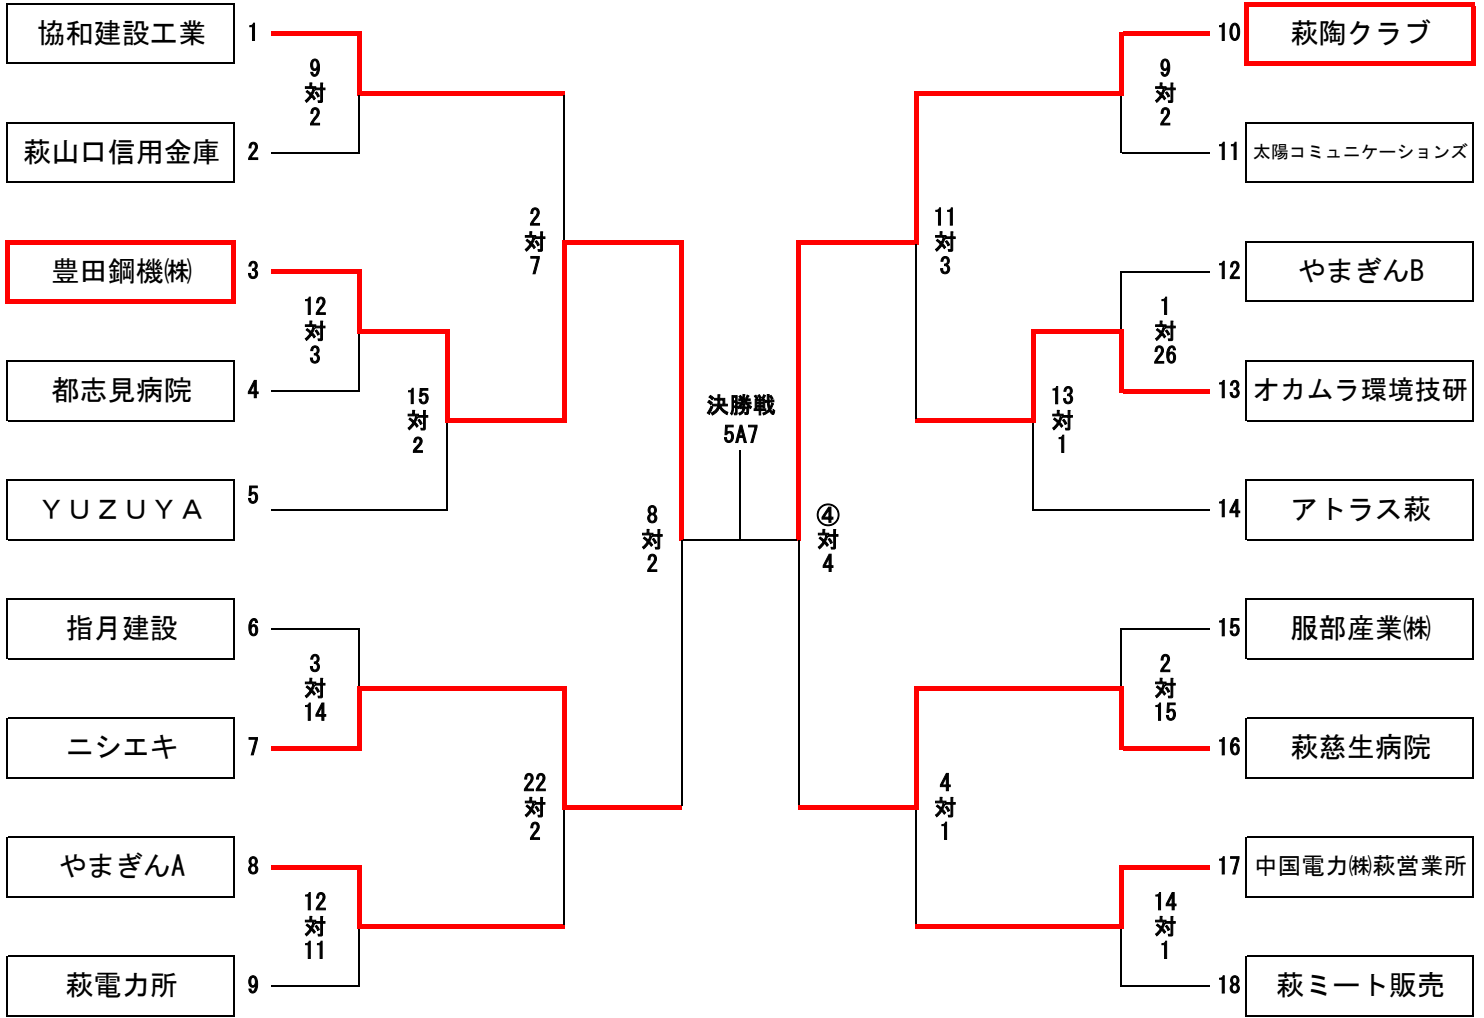 協和建設工業 1
9
対
2
萩山口信用金庫 2
2
対
7
豊田鋼機㈱ 3
12
対
3
都志見病院 4
15
対
2
ＹＵＺＵＹＡ 5
8
対
2
指月建設 6
3
対
14
ニシエキ 7
22
対
2
やまぎんA 8
12
対
11
萩電力所 9
決勝戦
5A7
10 萩陶クラブ
9
対
2
11 太陽コミュニケーションズ
11
対
3
12 やまぎんB
1
対
26
13 オカムラ環境技研
13
対
1
14 アトラス萩
④
対
4
15 服部産業㈱
2
対
15
16 萩慈生病院
4
対
1
17 中国電力㈱萩営業所
14
対
1
18 萩ミート販売